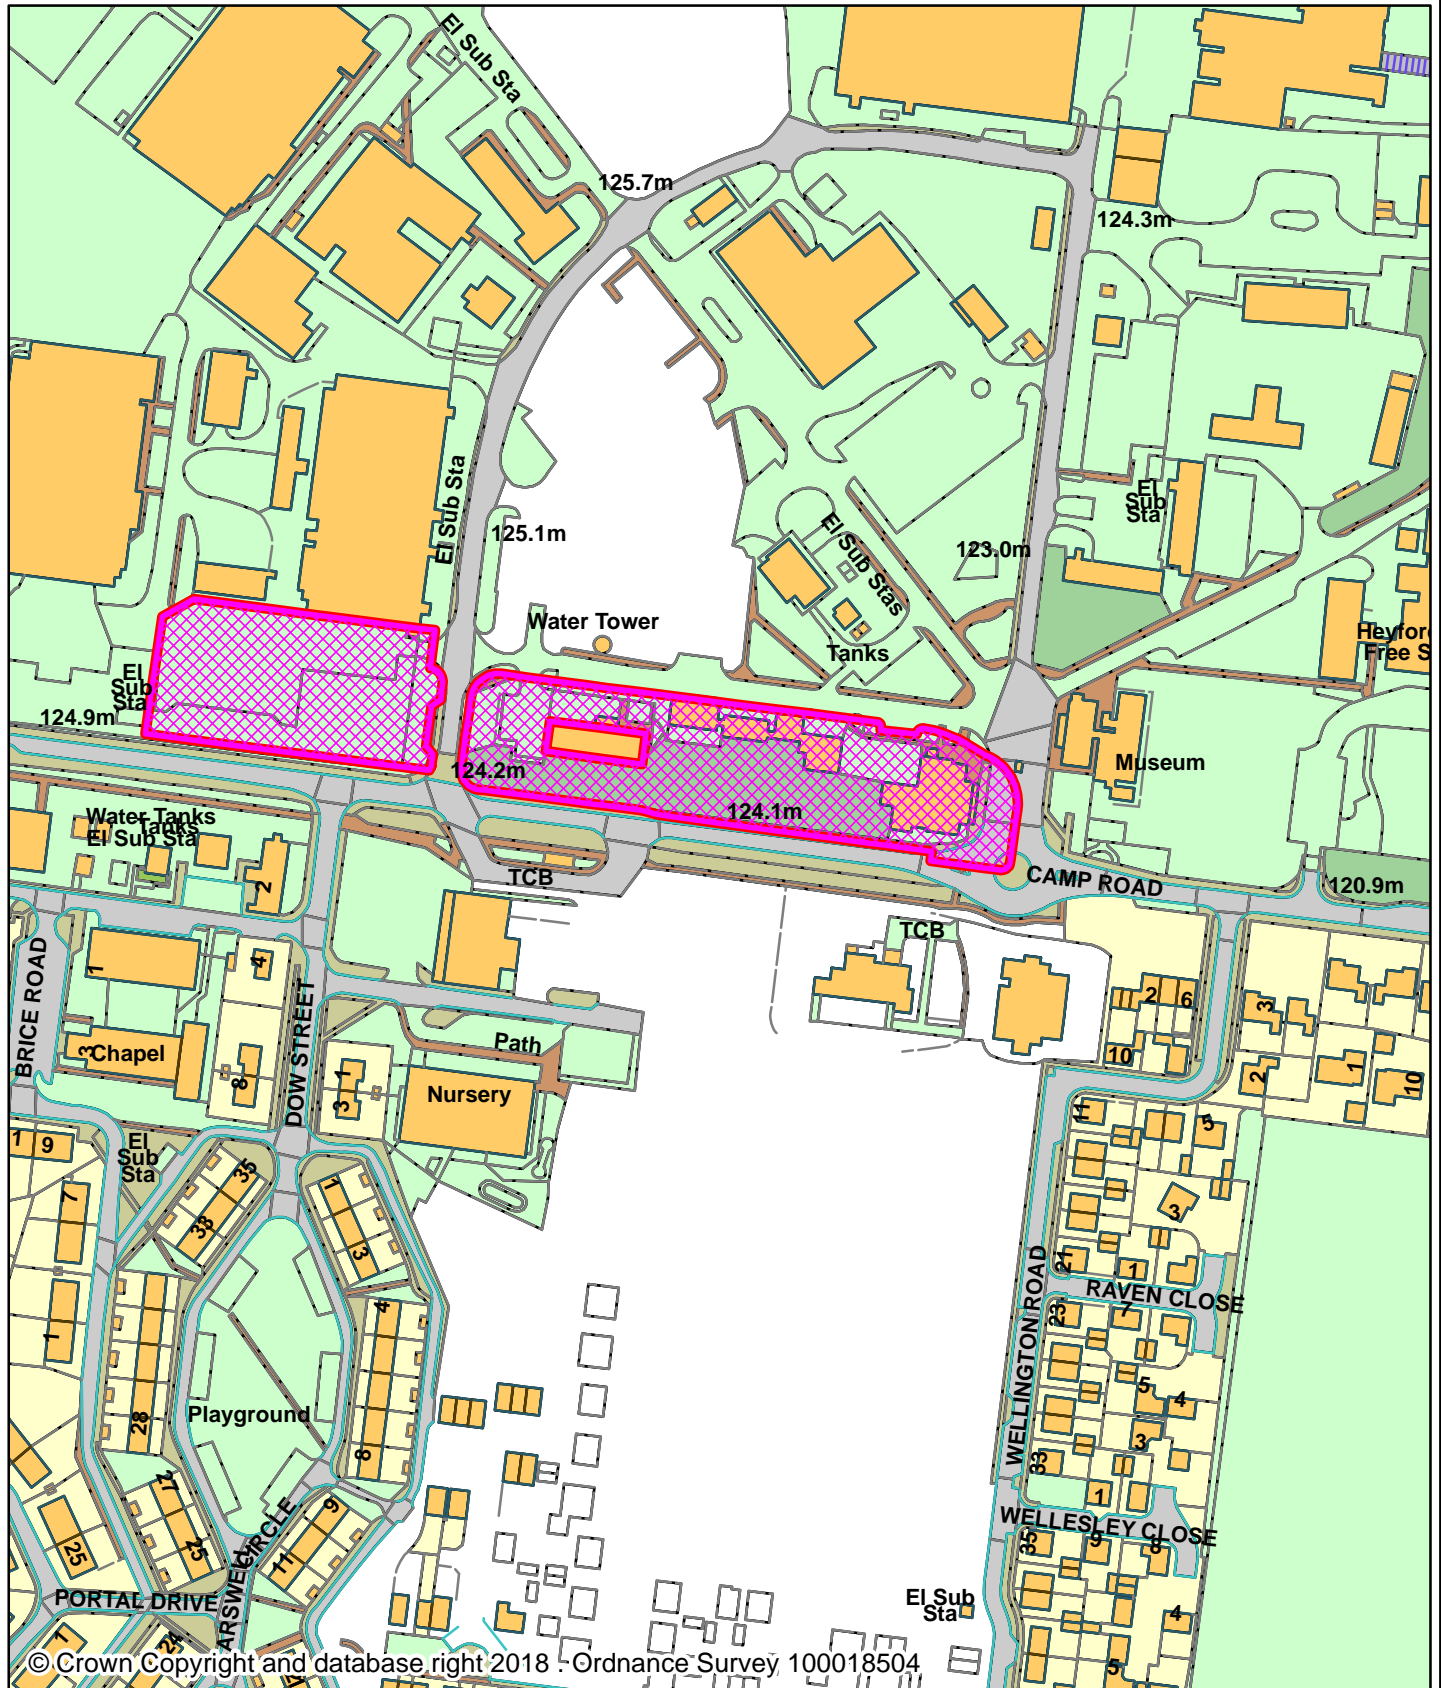 El Sub Sta
125.7m
124.3m
El Sub Sta
125.1m
El Sub Stas
123.0m
El
Sub
Sta
Water Tower
Tanks
Heyford
Free S
El
Sub
Sta
124.9m
124.2m
124.1m
Museum
Water Tanks
Tanks
El Sub Sta
2
TCB
CAMP ROAD
120.9m
TCB
BRICE ROAD
1
4
DOW STREET
3
Chapel
8
1
3
Path
Nursery
2
6
10
3
2
1
10
11
5
1
9
El
Sub
Sta
35
33
1
3
7
1
28
4
8
Playground
3
21
1
RAVEN CLOSE
23
7
WELLINGTON ROAD
5
4
3
33
1
WELLESLEY CLOSE
35
9
8
27
25
25
9
11
CIRCLE
PORTAL DRIVE
El Sub
Sta
4
5
1
24
© Crown Copyright and database right 2018. Ordnance Survey 100018504